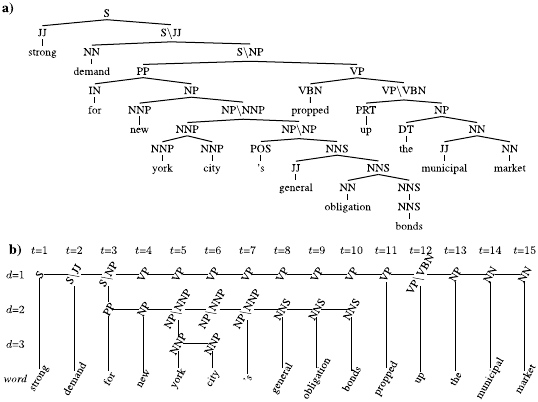 a)
S
JJ S\JJ
strong NN S\NP
demand PP VP
IN NP VBN VP\VBN
for NNP NP\NNP propped PRT NP
new NNP NP\NP up DT NN
NNP NNP POS NNS the JJ NN
york city 's JJ NNS municipal market
general NN NNS
obligation NNS
bonds
b) t=1 t=2 t=3 t=4 t=5 t=6 t=7 t=8 t=9 t=10 t=11 t=12 t=13 t=14 t=15
d=1 S S\JJ S\NP VP VP VP VP VP VP VP VP VP\VBN NP NN NN
d=2 PP NP NP\NNP NP\NNP NP\NNP NNS NNS NNS
d=3 NNP NNP
word strong demand for new york city 's general obligation bonds propped up the municipal market